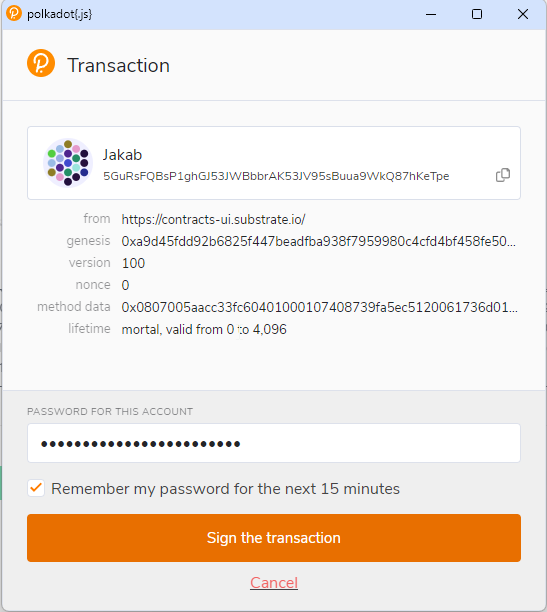 polkadot{.js}
Transaction
Jakab
5GuRsFQBsP1ghGJ53JWBbbrAK53JV95sBuua9WkQ87hKeTpe
from https://contracts-ui.substrate.io/
genesis 0xa9d45fdd92b6825f447beadfba938f7959980c4cfd4bf458fe50...
version 100
nonce 0
method data 0x0807005aacc33fc60401000107408739fa5ec5120061736d01...
lifetime mortal, valid from 0 to 4,096
PASSWORD FOR THIS ACCOUNT
••••••••••••••••••••••••
Remember my password for the next 15 minutes
Sign the transaction
Cancel